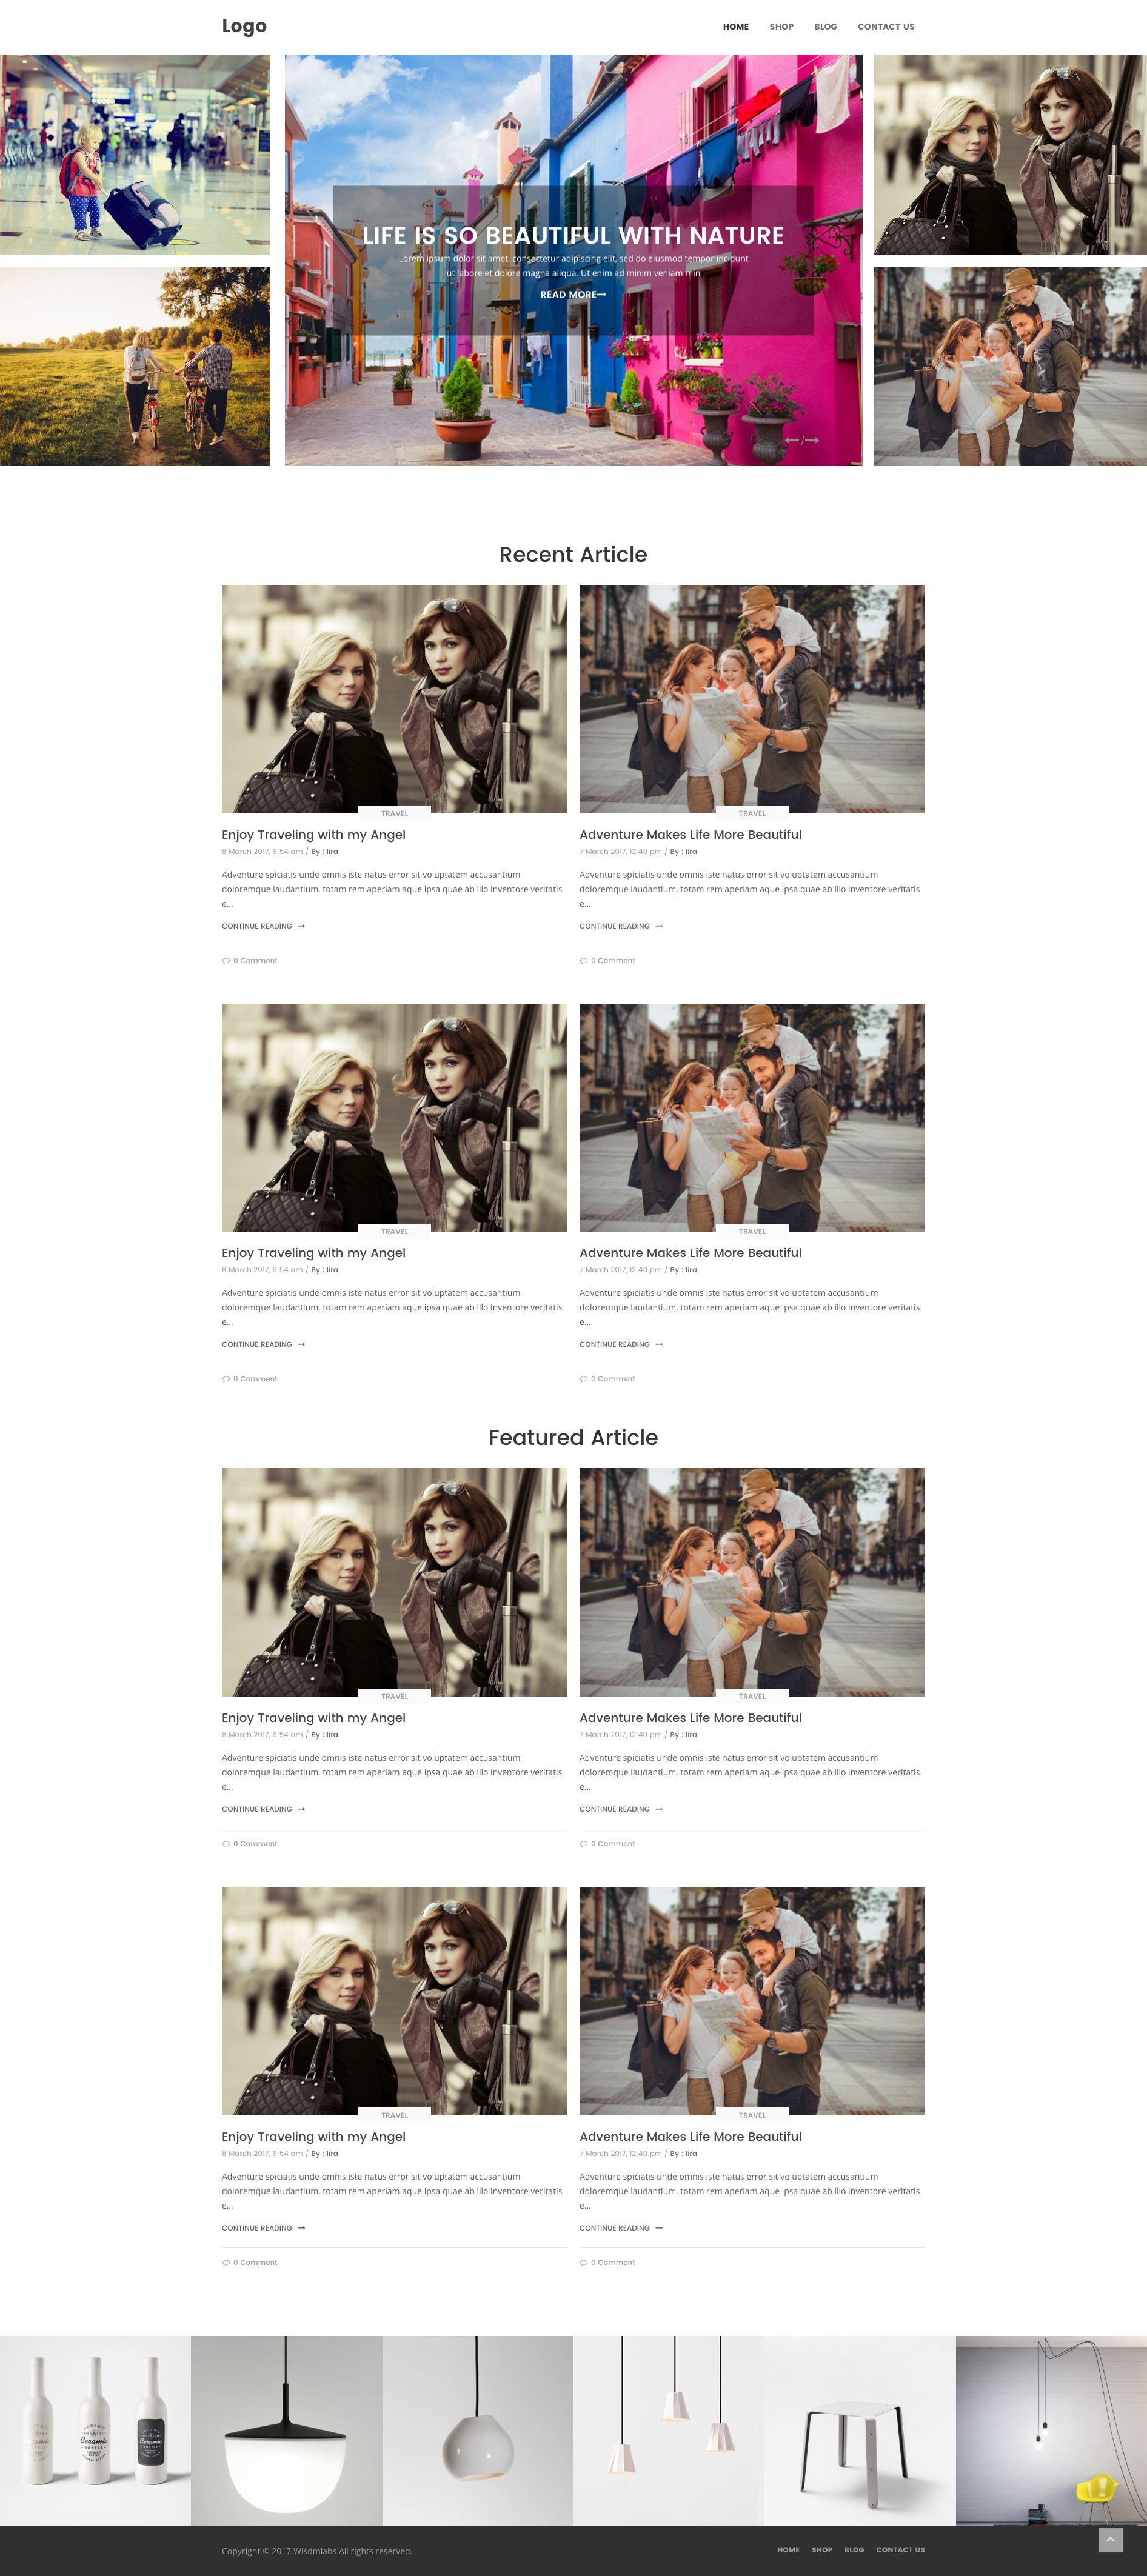 Logo
HOME SHOP BLOG CONTACT US
LIFE IS SO BEAUTIFUL WITH NATURE
Lorem ipsum dolor sit amet, consectetur adipiscing elit, sed do eiusmod tempor incidunt
ut labore et dolore magna aliqua. Ut enim ad minim veniam min
READ MORE
/
Recent Article
TRAVEL
Enjoy Traveling with my Angel
8 March 2017, 6:54 am / By : lira
Adventure spiciatis unde omnis iste natus error sit voluptatem accusantium
doloremque laudantium, totam rem aperiam aque ipsa quae ab illo inventore veritatis
e...
CONTINUE READING
0 Comment
TRAVEL
Adventure Makes Life More Beautiful
7 March 2017, 12:40 pm / By : lira
Adventure spiciatis unde omnis iste natus error sit voluptatem accusantium
doloremque laudantium, totam rem aperiam aque ipsa quae ab illo inventore veritatis
e...
CONTINUE READING
0 Comment
TRAVEL
Enjoy Traveling with my Angel
8 March 2017, 6:54 am / By : lira
Adventure spiciatis unde omnis iste natus error sit voluptatem accusantium
doloremque laudantium, totam rem aperiam aque ipsa quae ab illo inventore veritatis
e...
CONTINUE READING
0 Comment
TRAVEL
Adventure Makes Life More Beautiful
7 March 2017, 12:40 pm / By : lira
Adventure spiciatis unde omnis iste natus error sit voluptatem accusantium
doloremque laudantium, totam rem aperiam aque ipsa quae ab illo inventore veritatis
e...
CONTINUE READING
0 Comment
Featured Article
TRAVEL
Enjoy Traveling with my Angel
8 March 2017, 6:54 am / By : lira
Adventure spiciatis unde omnis iste natus error sit voluptatem accusantium
doloremque laudantium, totam rem aperiam aque ipsa quae ab illo inventore veritatis
e...
CONTINUE READING
0 Comment
TRAVEL
Adventure Makes Life More Beautiful
7 March 2017, 12:40 pm / By : lira
Adventure spiciatis unde omnis iste natus error sit voluptatem accusantium
doloremque laudantium, totam rem aperiam aque ipsa quae ab illo inventore veritatis
e...
CONTINUE READING
0 Comment
TRAVEL
Enjoy Traveling with my Angel
8 March 2017, 6:54 am / By : lira
Adventure spiciatis unde omnis iste natus error sit voluptatem accusantium
doloremque laudantium, totam rem aperiam aque ipsa quae ab illo inventore veritatis
e...
CONTINUE READING
0 Comment
TRAVEL
Adventure Makes Life More Beautiful
7 March 2017, 12:40 pm / By : lira
Adventure spiciatis unde omnis iste natus error sit voluptatem accusantium
doloremque laudantium, totam rem aperiam aque ipsa quae ab illo inventore veritatis
e...
CONTINUE READING
0 Comment
Ceramic
BOTTLE
Ceramic
BOTTLE
Ceramic
BOTTLE
Copyright © 2017 Wisdmlabs All rights reserved.
HOME SHOP BLOG CONTACT US